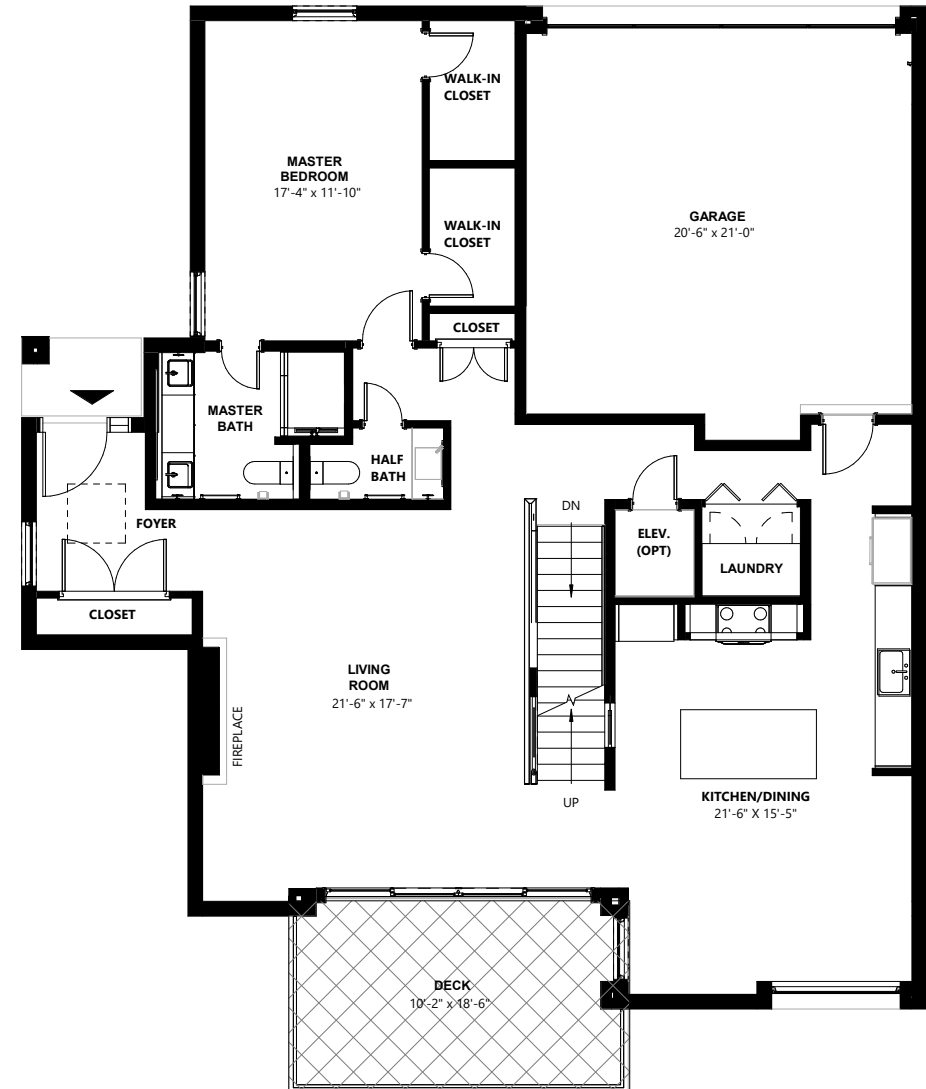 WALK-IN
CLOSET
MASTER
BEDROOM
17'-4" x 11'-10"
WALK-IN
CLOSET
GARAGE
20'-6" x 21'-0"
CLOSET
MASTER
BATH
HALF
BATH
FOYER
CLOSET
DN
ELEV.
(OPT)
LAUNDRY
LIVING
ROOM
21'-6" x 17'-7"
FIREPLACE
UP
KITCHEN/DINING
21'-6" X 15'-5"
DECK
10'-2" x 18'-6"